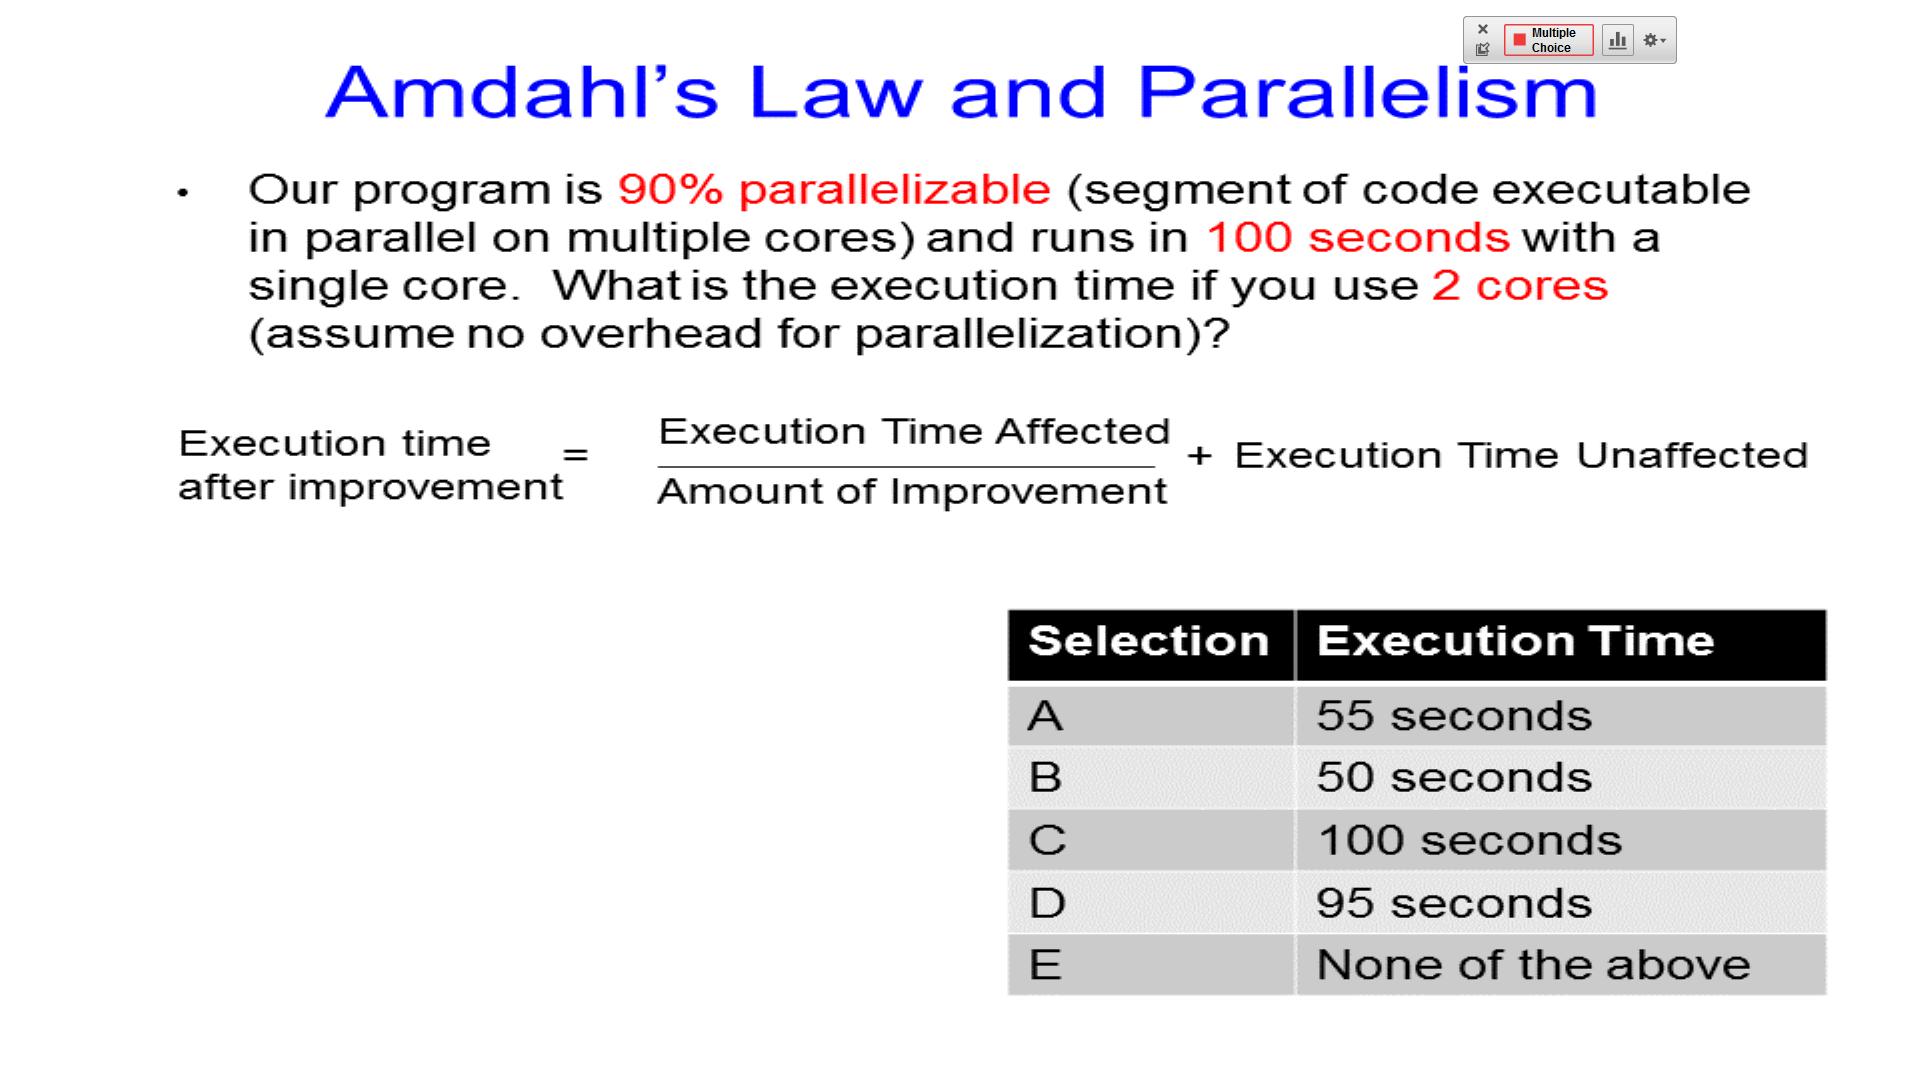 Multiple
Choice
Amdahl's Law and Parallelism
• Our program is 90% parallelizable (segment of code executable
in parallel on multiple cores) and runs in 100 seconds with a
single core. What is the execution time if you use 2 cores
(assume no overhead for parallelization)?
Execution time
after improvement
=
Execution Time Affected
Amount of Improvement
+ Execution Time Unaffected
Selection Execution Time
A 55 seconds
B 50 seconds
C 100 seconds
D 95 seconds
E None of the above